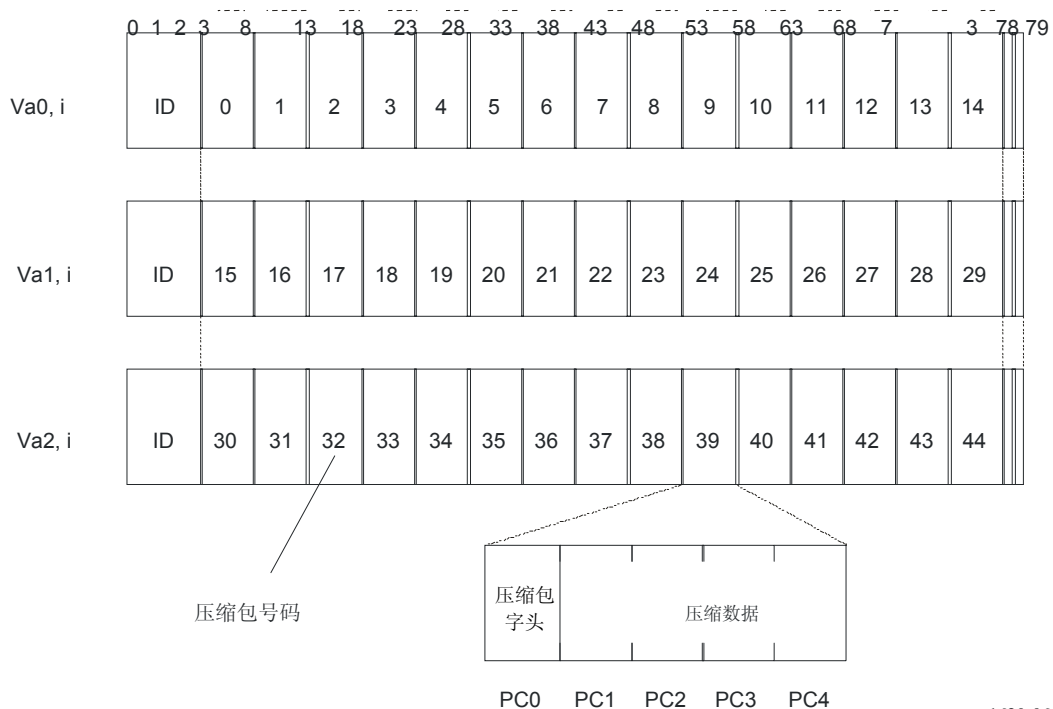 0 1 2 3 8 13 18 23 28 33 38 43 48 53 58 63 68 7 3 78 79
Va0, i ID 0 1 2 3 4 5 6 7 8 9 10 11 12 13 14
Va1, i ID 15 16 17 18 19 20 21 22 23 24 25 26 27 28 29
Va2, i ID 30 31 32 33 34 35 36 37 38 39 40 41 42 43 44
压缩包号码
压缩包
字头
压缩数据
PC0 PC1 PC2 PC3 PC4